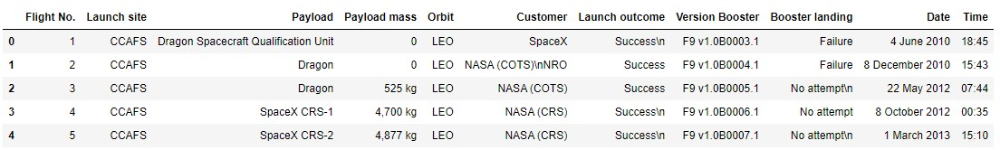 Flight No. Launch site Payload Payload mass Orbit Customer Launch outcome Version Booster Booster landing Date Time
0 1 CCAFS Dragon Spacecraft Qualification Unit 0 LEO SpaceX Success\n F9 v1.0B0003.1 Failure 4 June 2010 18:45
1 2 CCAFS Dragon 0 LEO NASA (COTS)\nNRO Success F9 v1.0B0004.1 Failure 8 December 2010 15:43
2 3 CCAFS Dragon 525 kg LEO NASA (COTS) Success F9 v1.0B0005.1 No attempt\n 22 May 2012 07:44
3 4 CCAFS SpaceX CRS-1 4,700 kg LEO NASA (CRS) Success\n F9 v1.0B0006.1 No attempt 8 October 2012 00:35
4 5 CCAFS SpaceX CRS-2 4,877 kg LEO NASA (CRS) Success\n F9 v1.0B0007.1 No attempt\n 1 March 2013 15:10